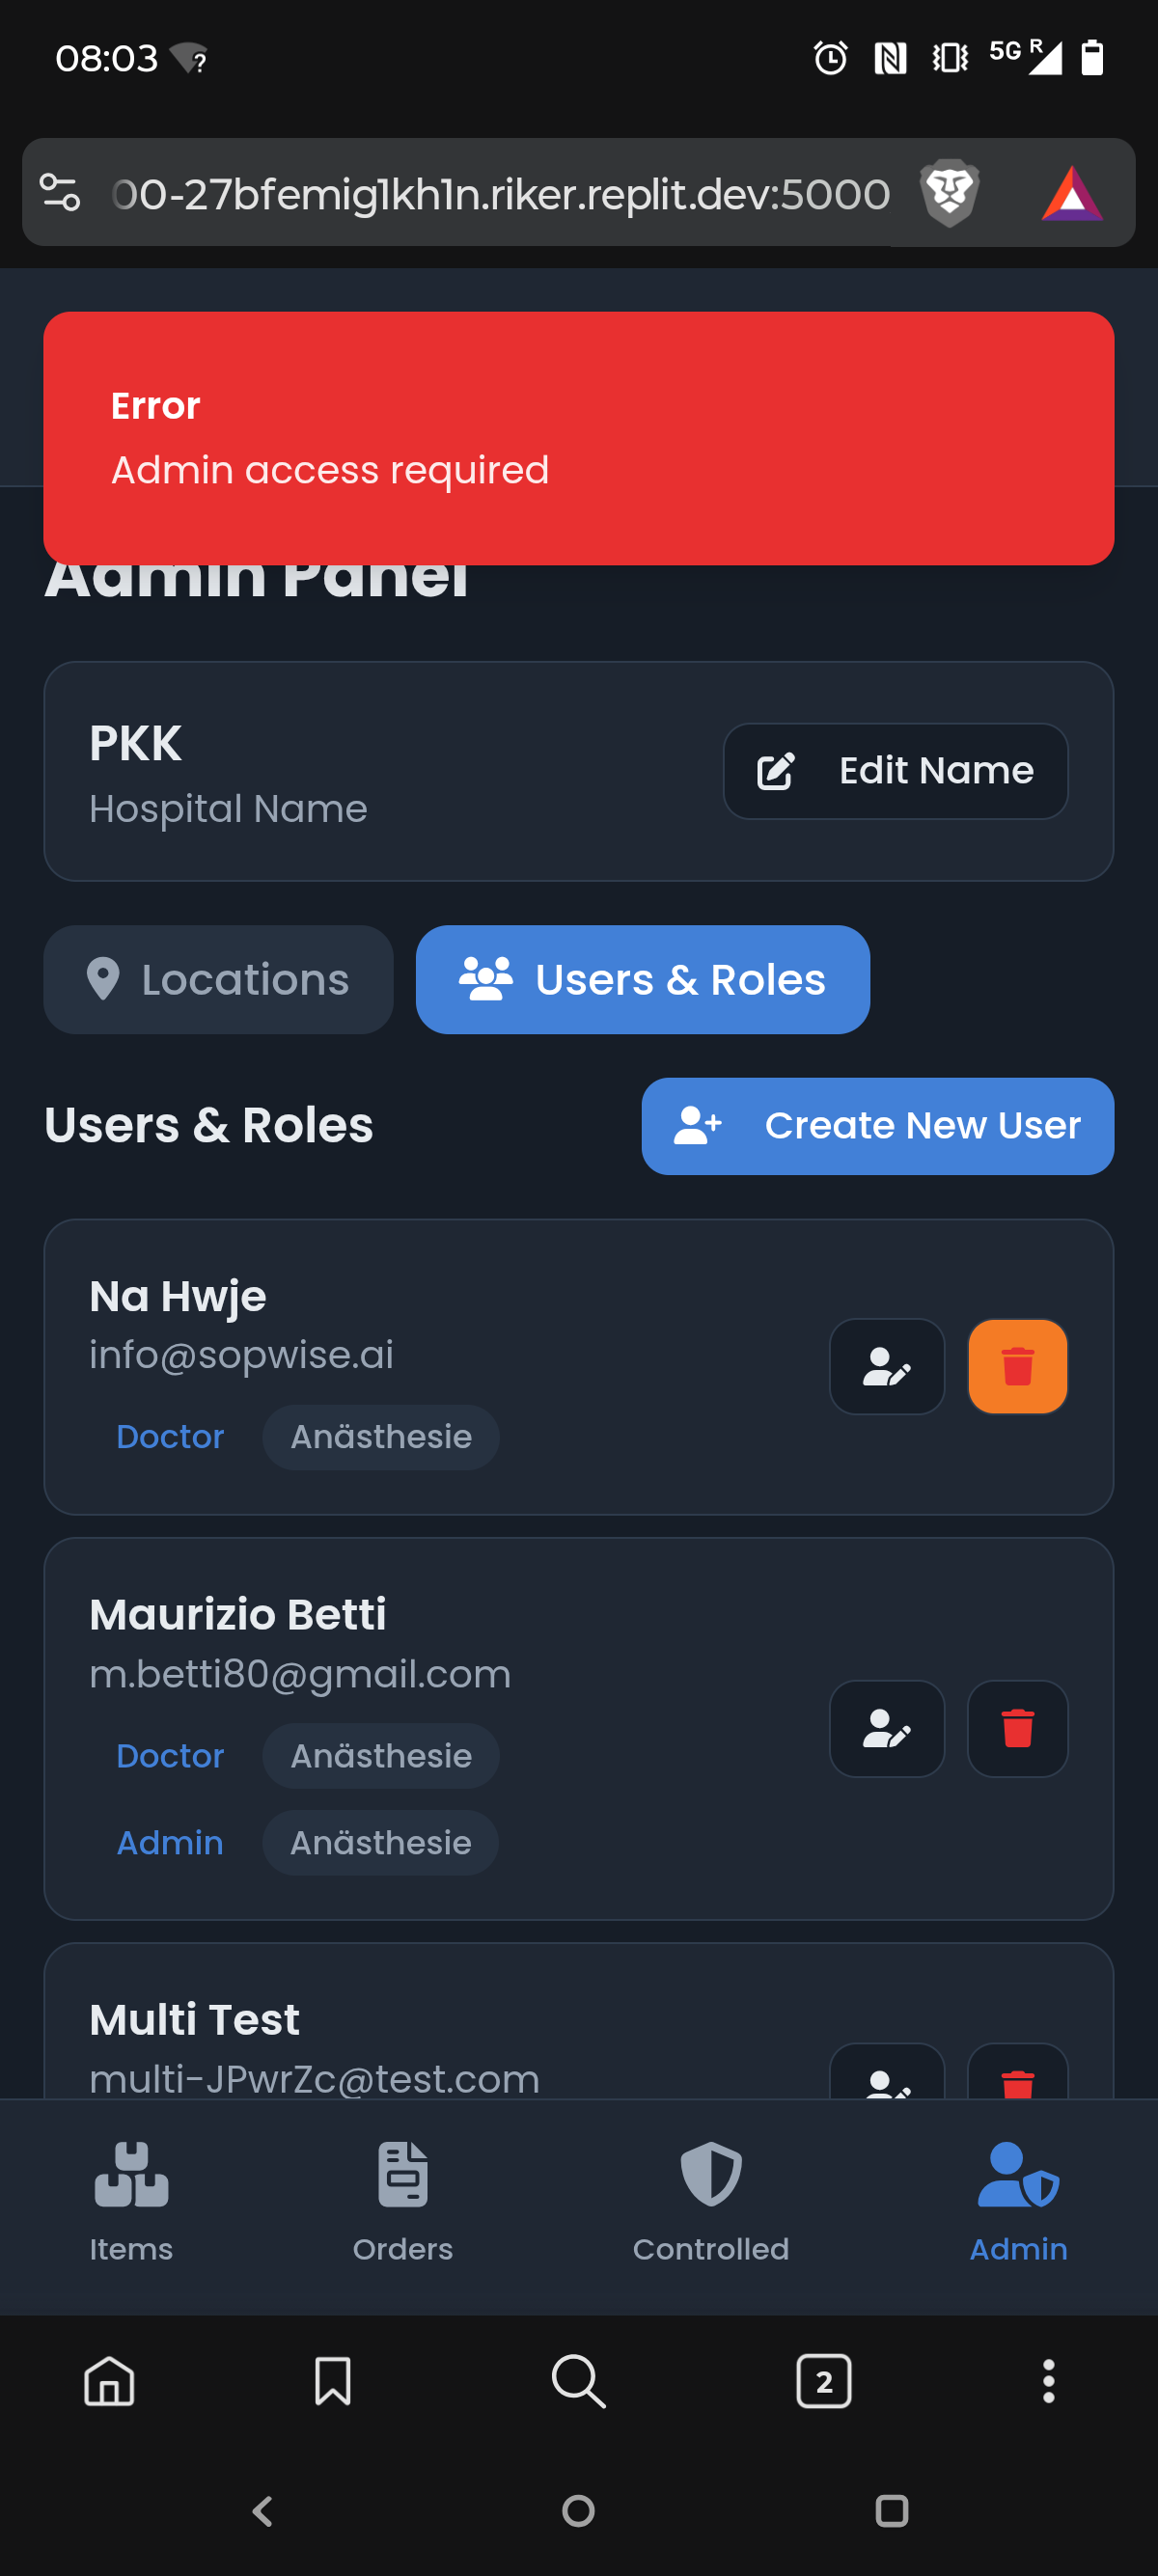 08:03
5G R
00-27bfemig1kh1n.riker.replit.dev:5000
Error
Admin access required
Admin Panel
PKK
Hospital Name
Edit Name
Locations
Users & Roles
Users & Roles
Create New User
Na Hwje
info@sopwise.ai
Doctor Anästhesie
Maurizio Betti
m.betti80@gmail.com
Doctor Anästhesie
Admin Anästhesie
Multi Test
multi-JPwrZc@test.com
Items
Orders
Controlled
Admin
2